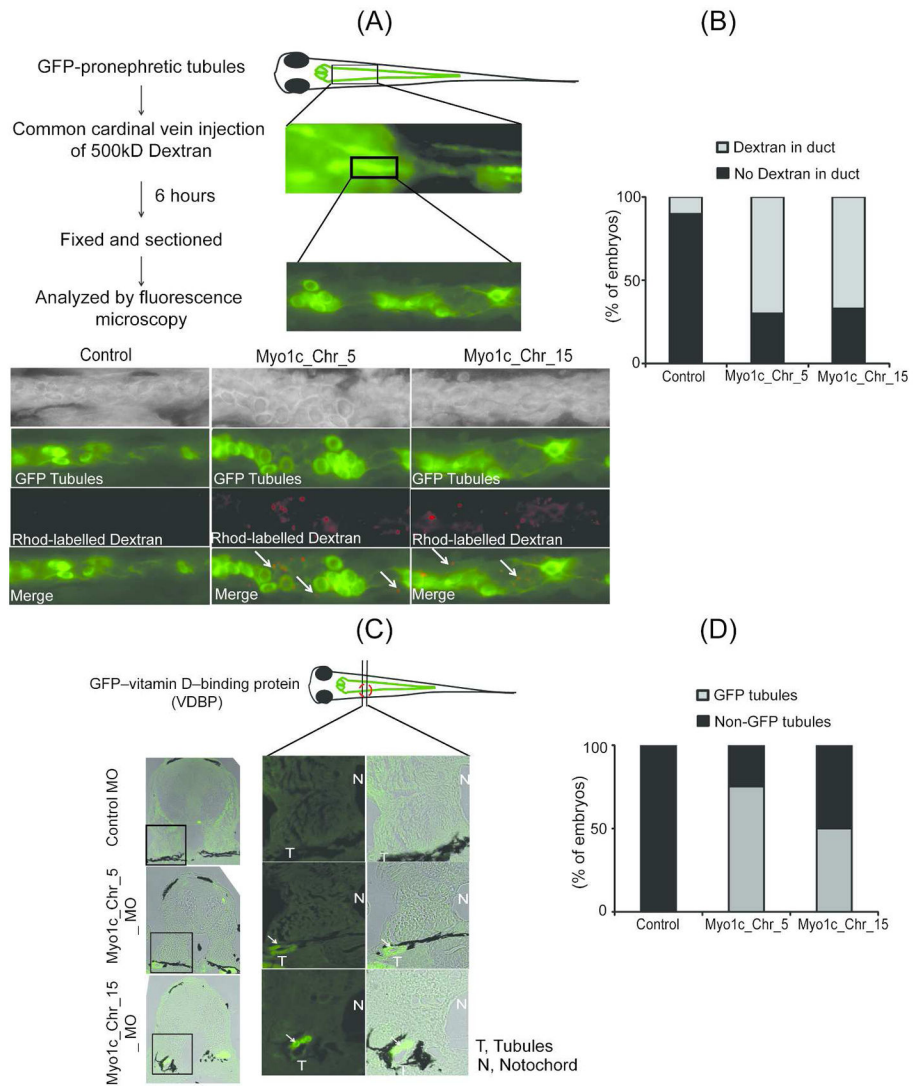 (A)
GFP-pronephretic tubules
Common cardinal vein injection
of 500kD Dextran
6 hours
Fixed and sectioned
Analyzed by fluorescence
microscopy
Control
Myo1c_Chr_5
Myo1c_Chr_15
GFP Tubules
GFP Tubules
GFP Tubules
Rhod-labelled Dextran
Rhod-labelled Dextran
Rhod-labelled Dextran
Merge
Merge
Merge
(B)
Dextran in duct
No Dextran in duct
(% of embryos)
100
50
0
Control
Myo1c_Chr_5
Myo1c_Chr_15
(C)
GFP–vitamin D–binding protein
(VDBP)
Control MO
Myo1c_Chr_5
_MO
Myo1c_Chr_15
_MO
N
N
T
T
N
N
T
T
N
N
T
T
T, Tubules
N, Notochord
(D)
GFP tubules
Non-GFP tubules
(% of embryos)
100
50
0
Control
Myo1c_Chr_5
Myo1c_Chr_15